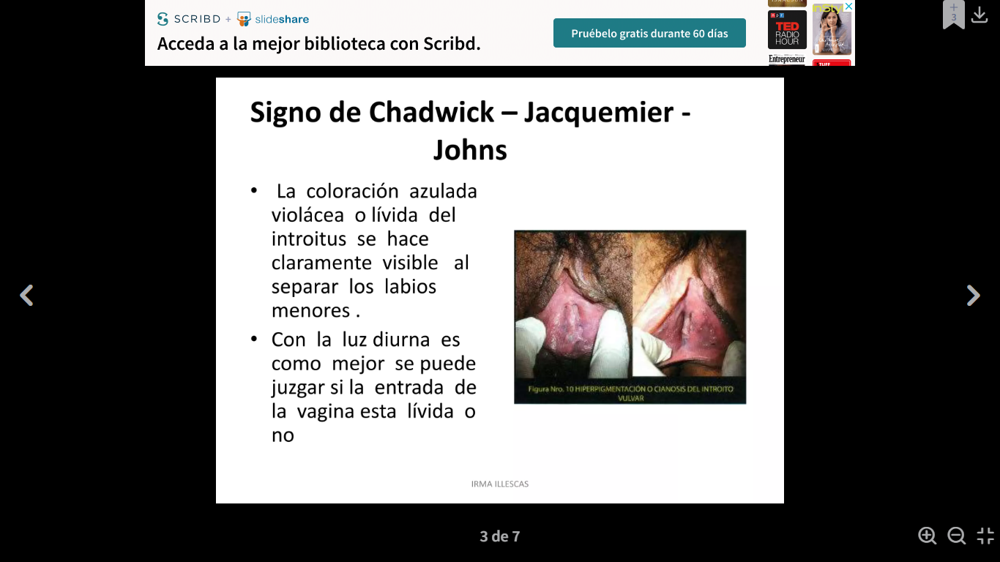 SCRIBD + slideshare
Acceda a la mejor biblioteca con Scribd.
Pruébelo gratis durante 60 días
TED
RADIO
HOUR
Entrepreneur
InSty
STUFF
+
3
Signo de Chadwick – Jacquemier -
Johns
• La coloración azulada
violácea o lívida del
introitus se hace
claramente visible al
separar los labios
menores .
• Con la luz diurna es
como mejor se puede
juzgar si la entrada de
la vagina esta lívida o
no
Figura Nro. 10 HIPERPIGMENTACIÓN O CIANOSIS DEL INTROITO
VULVAR
IRMA ILLESCAS
3 de 7